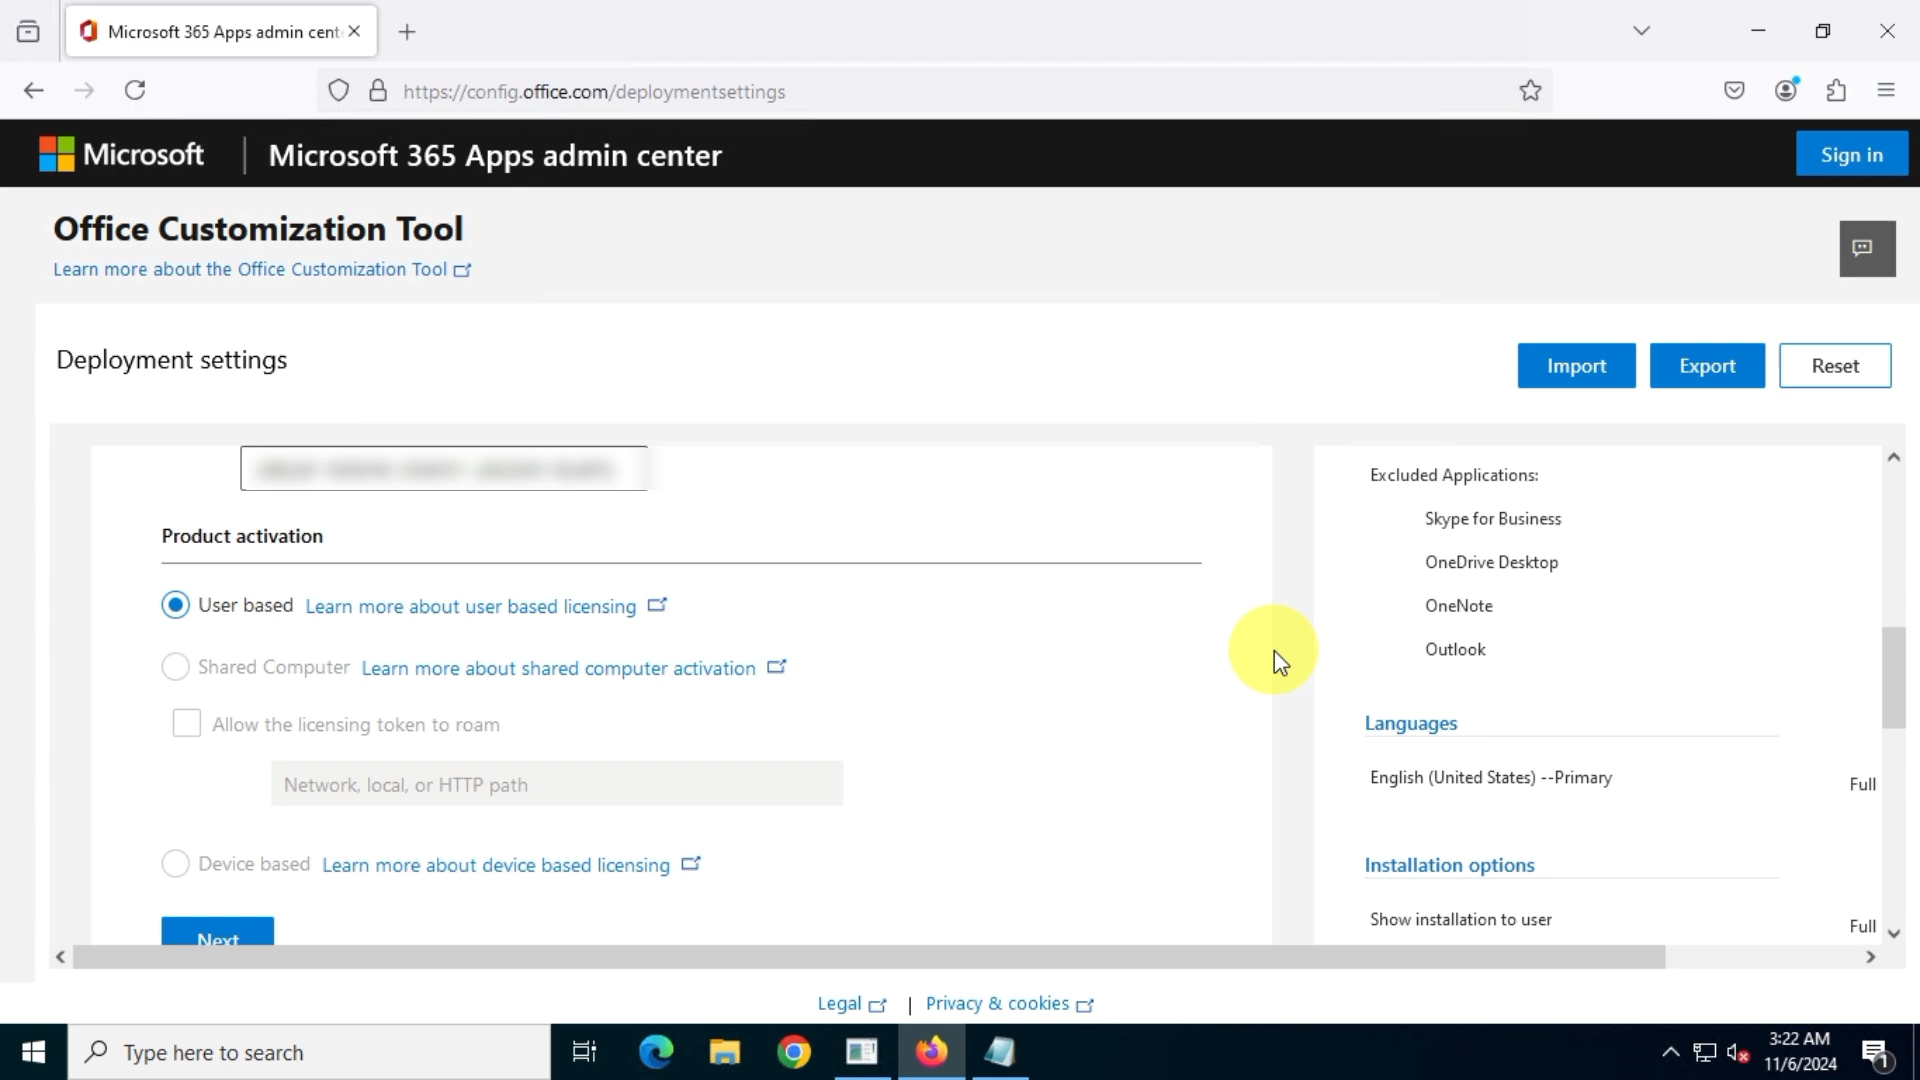 Microsoft 365 Apps admin cent
https://config.office.com/deploymentsettings
Microsoft
Microsoft 365 Apps admin center
Sign in
Office Customization Tool
Learn more about the Office Customization Tool
Deployment settings
Import
Export
Reset
Product activation
User based Learn more about user based licensing
Shared Computer Learn more about shared computer activation
Allow the licensing token to roam
Network, local, or HTTP path
Device based Learn more about device based licensing
Next
Excluded Applications:
Skype for Business
OneDrive Desktop
OneNote
Outlook
Languages
English (United States) --Primary Full
Installation options
Show installation to user Full
Legal | Privacy & cookies
Type here to search
3:22 AM
11/6/2024
1